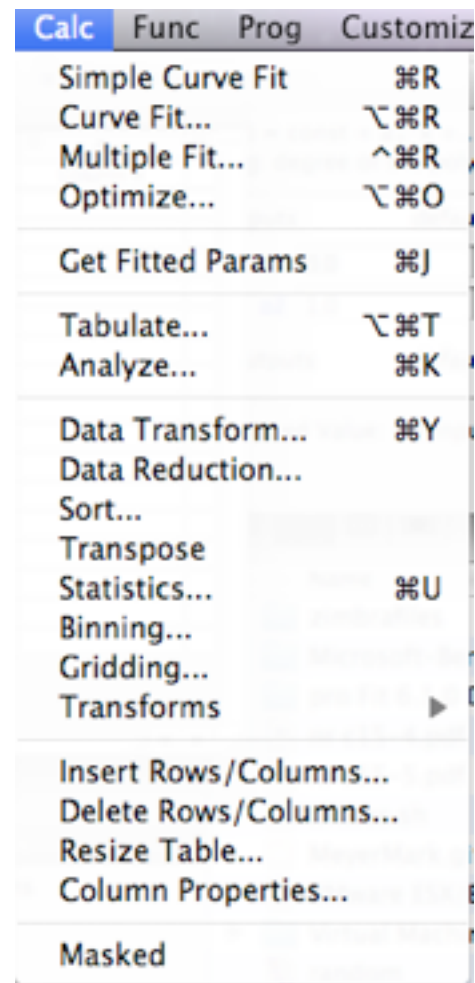 Calc Func Prog Customiz
Simple Curve Fit ⌘R
Curve Fit... ⌥⌘R
Multiple Fit... ^⌘R
Optimize... ⌥⌘O
Get Fitted Params ⌘J
Tabulate... ⌥⌘T
Analyze... ⌘K
Data Transform... ⌘Y
Data Reduction...
Sort...
Transpose
Statistics... ⌘U
Binning...
Gridding...
Transforms ▶
Insert Rows/Columns...
Delete Rows/Columns...
Resize Table...
Column Properties...
Masked